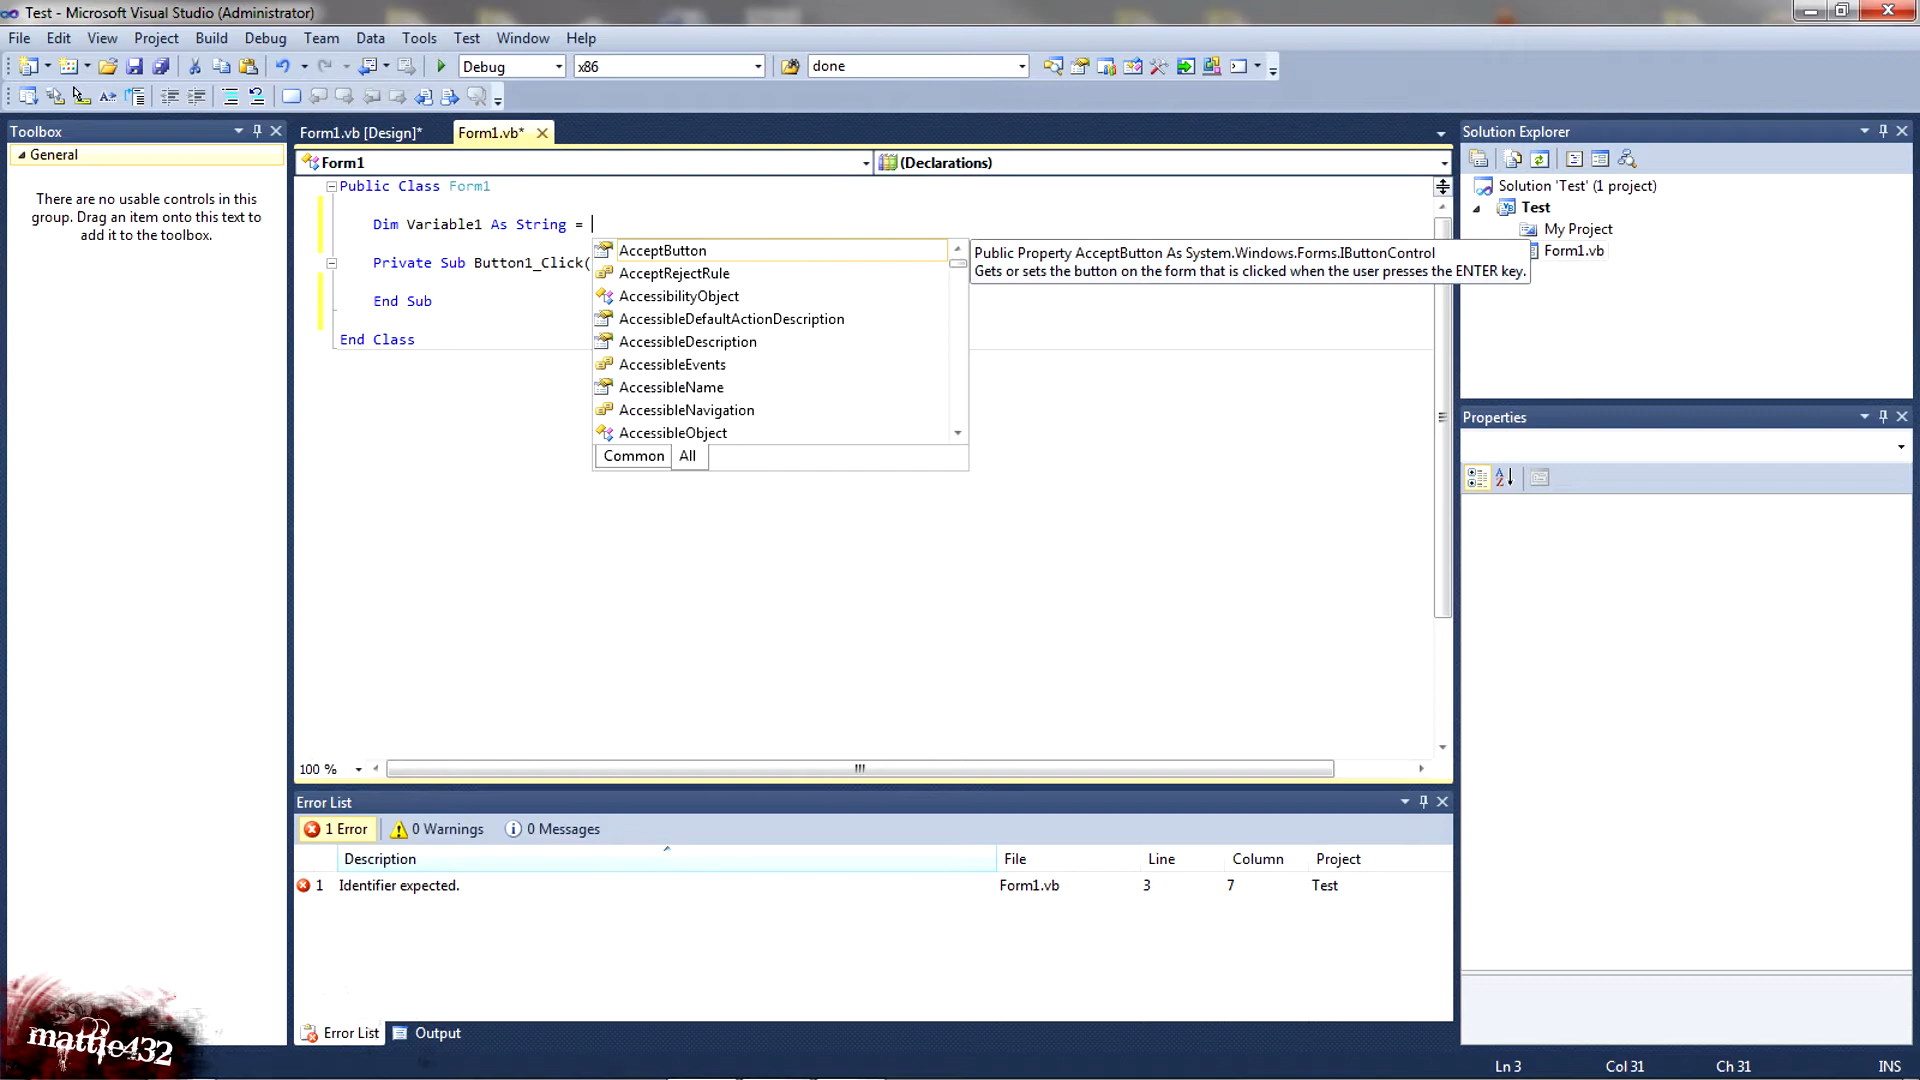 Test - Microsoft Visual Studio (Administrator)
File Edit View Project Build Debug Team Data Tools Test Window Help
Debug x86 done
Toolbox
General
There are no usable controls in this
group. Drag an item onto this text to
add it to the toolbox.
Form1.vb [Design]* Form1.vb*
Form1 (Declarations)
Public Class Form1
Dim Variable1 As String =
Private Sub Button1_Click(
End Sub
End Class
AcceptButton
AcceptRejectRule
AccessibilityObject
AccessibleDefaultActionDescription
AccessibleDescription
AccessibleEvents
AccessibleName
AccessibleNavigation
AccessibleObject
Common All
Public Property AcceptButton As System.Windows.Forms.IButtonControl
Gets or sets the button on the form that is clicked when the user presses the ENTER key.
100 %
Solution Explorer
Solution 'Test' (1 project)
Test
My Project
Form1.vb
Properties
Error List
1 Error 0 Warnings 0 Messages
Description File Line Column Project
1 Identifier expected. Form1.vb 3 7 Test
Error List Output
mattie432
Ln 3 Col 31 Ch 31 INS